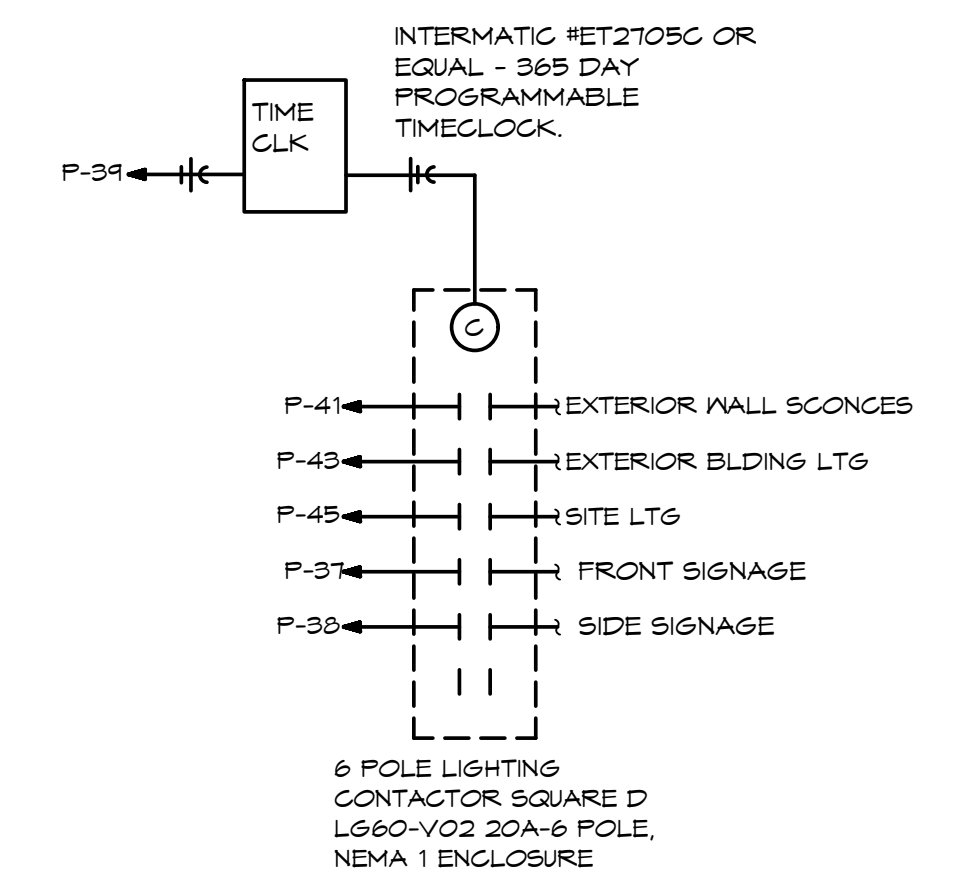 INTERMATIC #ET2705C OR
EQUAL - 365 DAY
PROGRAMMABLE
TIMECLOCK.
TIME
CLK
P-39
C
P-41 EXTERIOR WALL SCONCES
P-43 EXTERIOR BLDING LTG
P-45 SITE LTG
P-37 FRONT SIGNAGE
P-38 SIDE SIGNAGE
6 POLE LIGHTING
CONTACTOR SQUARE D
LG60-V02 20A-6 POLE,
NEMA 1 ENCLOSURE